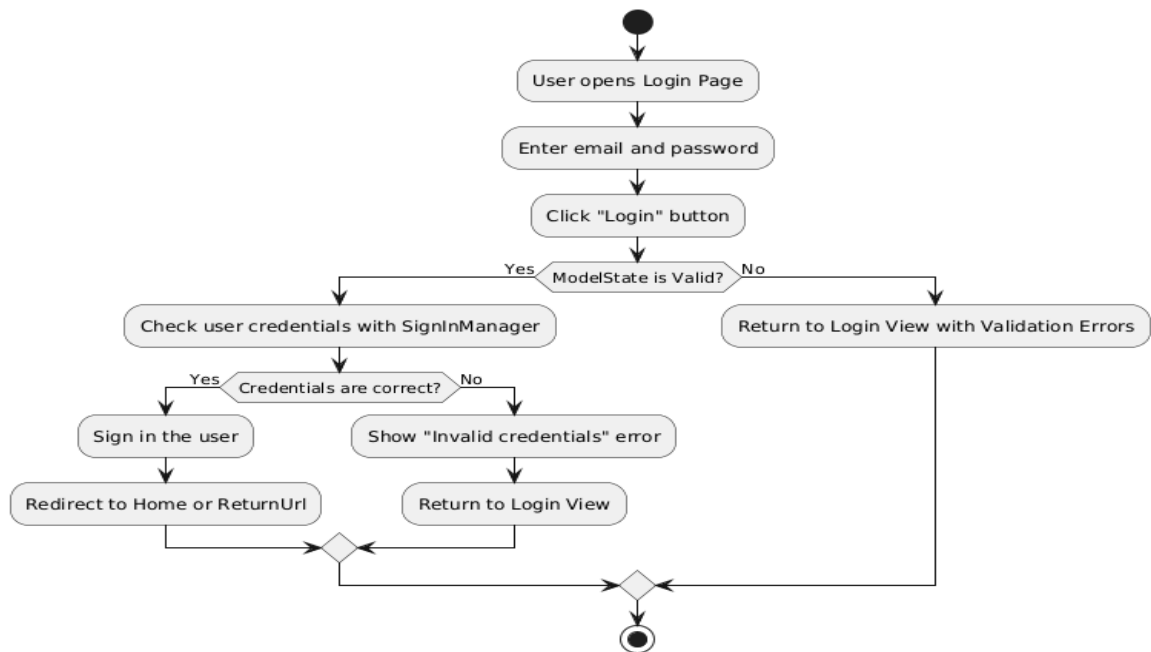 User opens Login Page
Enter email and password
Click "Login" button
Yes
ModelState is Valid?
No
Check user credentials with SignInManager
Return to Login View with Validation Errors
Yes
Credentials are correct?
No
Sign in the user
Show "Invalid credentials" error
Redirect to Home or ReturnUrl
Return to Login View